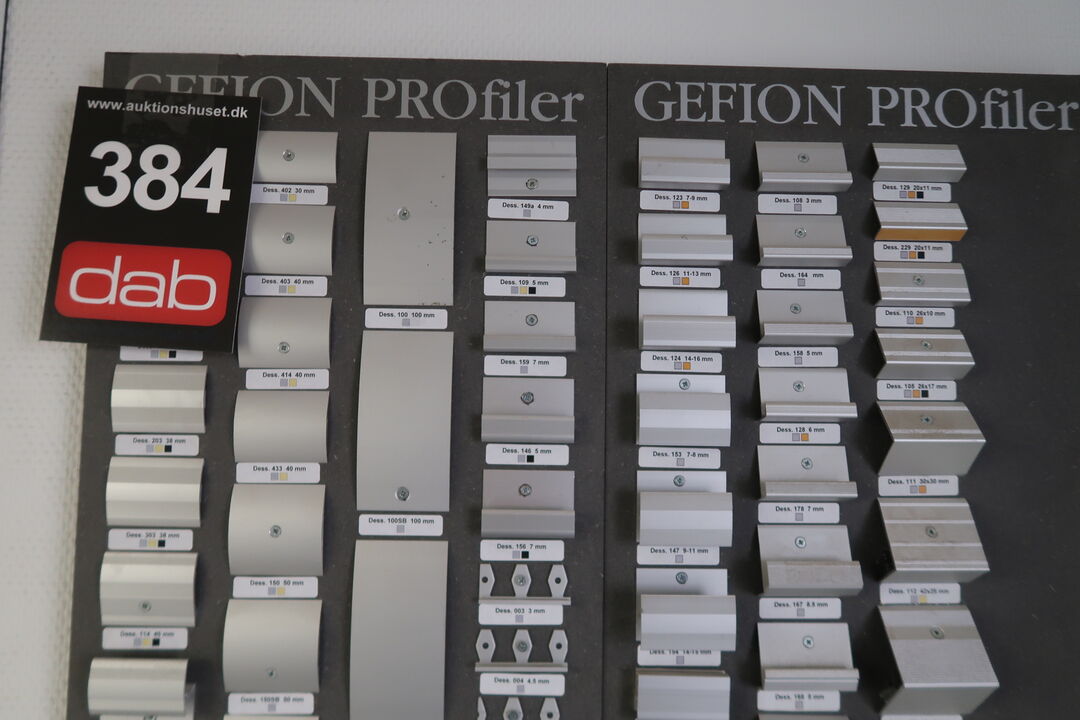 GEFION PROfiler
GEFION PROfiler
www.auktionshuset.dk
384
dab
Dess. 203 38 mm
Dess. 303 38 mm
Dess. 114 40 mm
Dess. 402 30 mm
Dess. 403 40 mm
Dess. 414 40 mm
Dess. 433 40 mm
Dess. 150 50 mm
Dess. 150SB 50 mm
Dess. 100 100 mm
Dess. 100SB 100 mm
Dess. 149a 4 mm
Dess. 109 5 mm
Dess. 159 7 mm
Dess. 146 5 mm
Dess. 156 7 mm
Dess. 003 3 mm
Dess. 004 4,5 mm
Dess. 123 7-9 mm
Dess. 126 11-13 mm
Dess. 124 14-16 mm
Dess. 153 7-8 mm
Dess. 147 9-11 mm
Dess. 154 14-15 mm
Dess. 108 3 mm
Dess. 164 mm
Dess. 158 5 mm
Dess. 128 6 mm
Dess. 178 7 mm
Dess. 167 8.5 mm
Dess. 168 5 mm
Dess. 129 20x11 mm
Dess. 229 20x11 mm
Dess. 110 26x10 mm
Dess. 105 26x17 mm
Dess. 111 30x30 mm
Dess. 112 42x25 mm